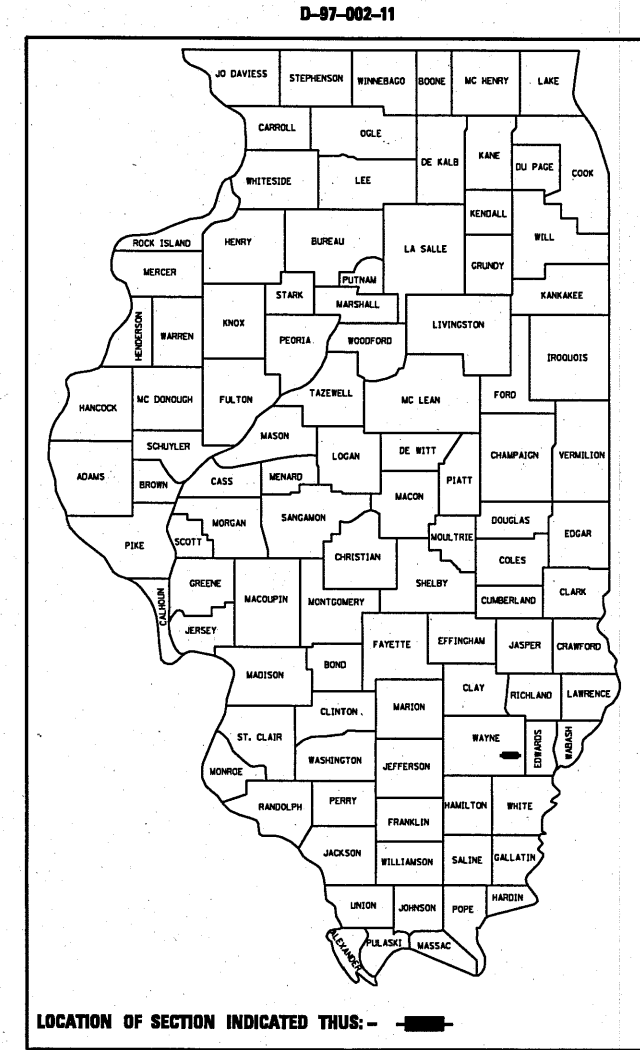 D-97-002-11
JO DAVIESS STEPHENSON WINNEBAGO BOONE MC HENRY LAKE
CARROLL OGLE
DE KALB KANE DU PAGE COOK
WHITESIDE LEE
KENDALL
ROCK ISLAND HENRY BUREAU LA SALLE WILL
MERCER PUTNAM GRUNDY
STARK MARSHALL KANKAKEE
HENDERSON WARREN KNOX PEORIA WOODFORD LIVINGSTON IROQUOIS
HANCOCK MC DONOUGH FULTON TAZEWELL MC LEAN FORD
SCHUYLER MASON LOGAN DE WITT CHAMPAIGN VERMILION
ADAMS BROWN CASS MENARD PIATT
MACON
PIKE SCOTT MORGAN SANGAMON MOULTRIE DOUGLAS EDGAR
CHRISTIAN COLES
CALHOUN GREENE MACOUPIN MONTGOMERY SHELBY CUMBERLAND CLARK
JERSEY FAYETTE EFFINGHAM JASPER CRAWFORD
MADISON BOND
CLAY RICHLAND LAWRENCE
CLINTON MARION
ST. CLAIR WAYNE EDWARDS WABASH
MONROE WASHINGTON JEFFERSON
RANDOLPH PERRY HAMILTON WHITE
FRANKLIN
JACKSON WILLIAMSON SALINE GALLATIN
UNION JOHNSON POPE HARDIN
ALEXANDER PULASKI MASSAC
LOCATION OF SECTION INDICATED THUS:-